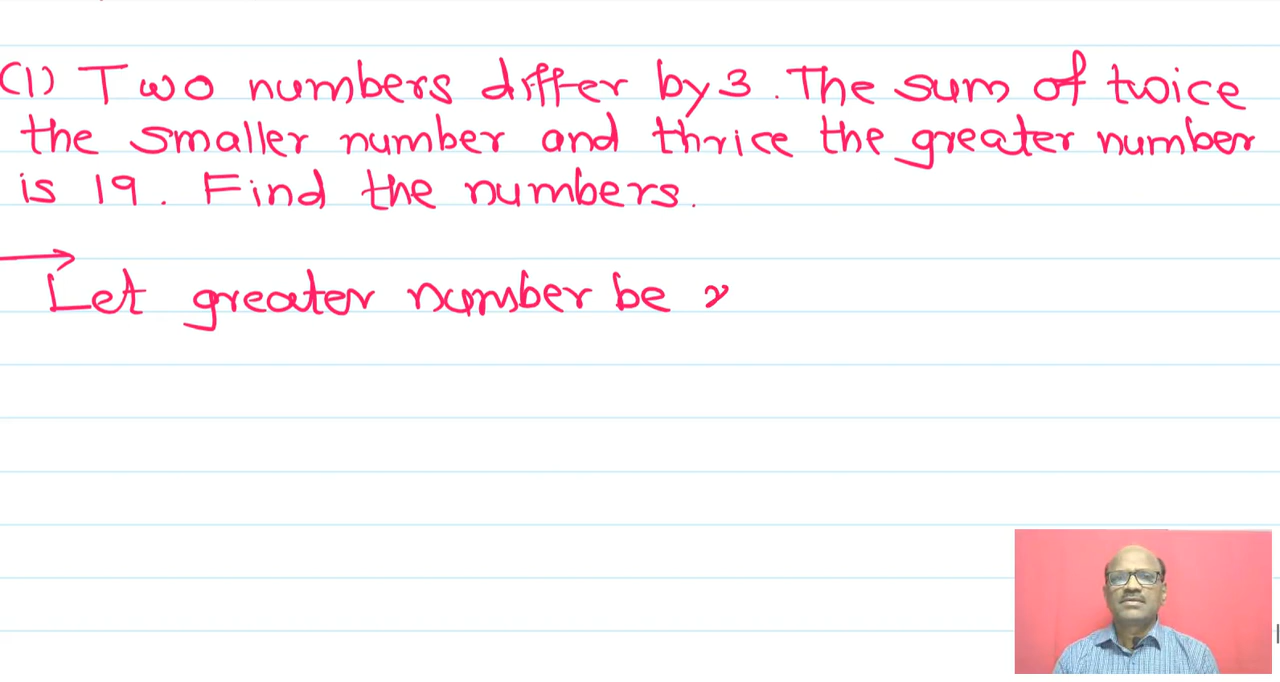 (1) Two numbers differ by 3. The sum of twice
the smaller number and thrice the greater number
is 19. Find the numbers.
Let greater number be x